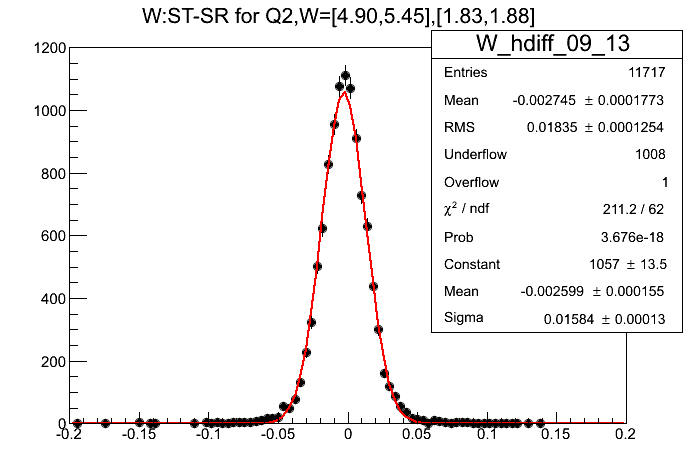 W:ST-SR for Q2,W=[4.90,5.45],[1.83,1.88]
W_hdiff_09_13
Entries 11717
Mean -0.002745 ± 0.0001773
RMS 0.01835 ± 0.0001254
Underflow 1008
Overflow 1
χ² / ndf 211.2 / 62
Prob 3.676e-18
Constant 1057 ± 13.5
Mean -0.002599 ± 0.000155
Sigma 0.01584 ± 0.00013
1200
1000
800
600
400
200
0
-0.2 -0.15 -0.1 -0.05 0 0.05 0.1 0.15 0.2